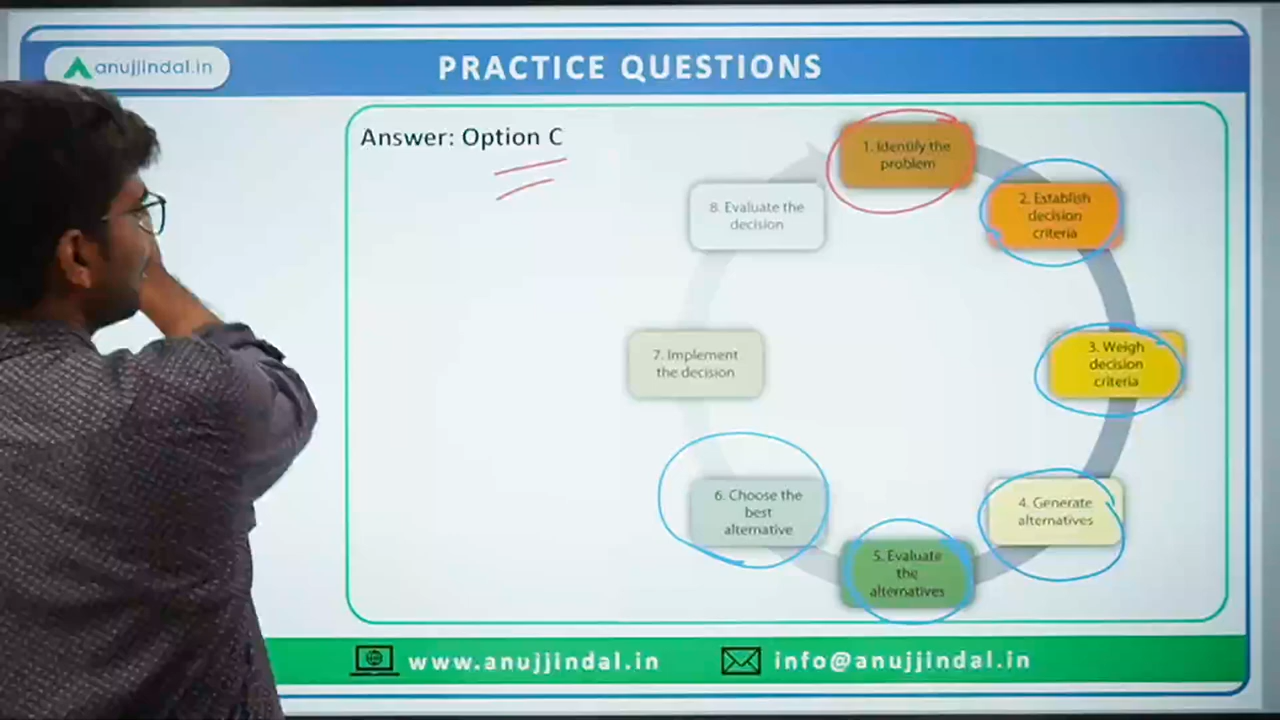 anujjindal.in
PRACTICE QUESTIONS
Answer: Option C
1. Identify the
problem
2. Establish
decision
criteria
3. Weigh
decision
criteria
4. Generate
alternatives
5. Evaluate
the
alternatives
6. Choose the
best
alternative
7. Implement
the decision
8. Evaluate the
decision
www.anujjindal.in
info@anujjindal.in